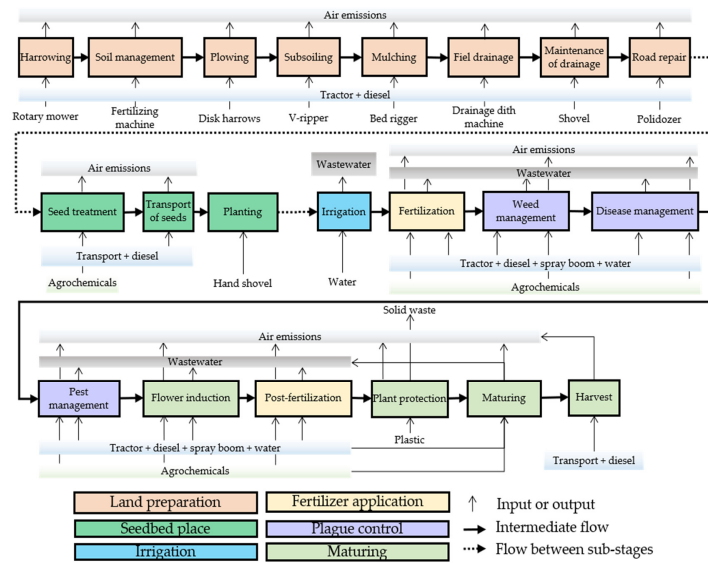 Air emissions
Harrowing
Soil management
Plowing
Subsoiling
Mulching
Fiel drainage
Maintenance
of drainage
Road repair
Tractor + diesel
Rotary mower
Fertilizing
machine
Disk harrows
V-ripper
Bed rigger
Drainage dith
machine
Shovel
Polidozer
Air emissions
Wastewater
Air emissions
Wastewater
Seed treatment
Transport
of seeds
Planting
Irrigation
Fertilization
Weed
management
Disease management
Transport + diesel
Tractor + diesel + spray boom + water
Agrochemicals
Hand shovel
Water
Agrochemicals
Solid waste
Air emissions
Wastewater
Pest
management
Flower induction
Post-fertilization
Plant protection
Maturing
Harvest
Tractor + diesel + spray boom + water
Plastic
Agrochemicals
Transport + diesel
Land preparation
Fertilizer application
Input or output
Seedbed place
Plague control
Intermediate flow
Irrigation
Maturing
Flow between sub-stages